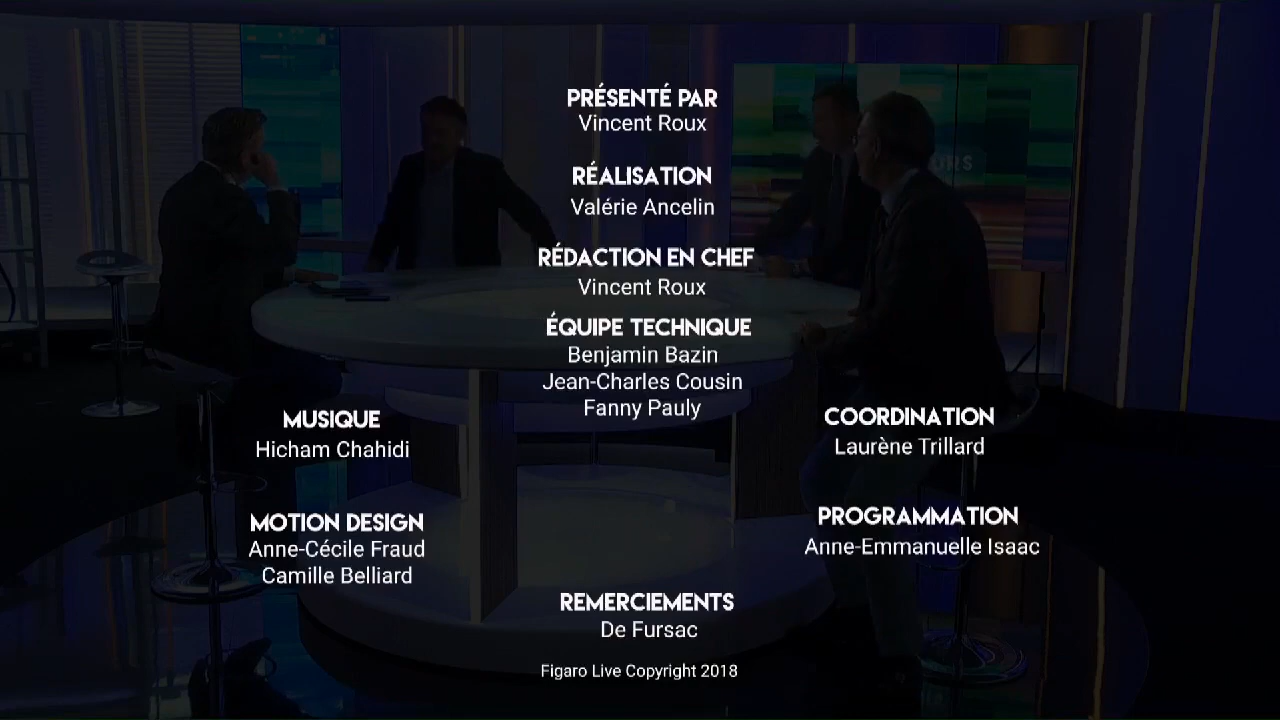 PRÉSENTÉ PAR
Vincent Roux
RÉALISATION
Valérie Ancelin
RÉDACTION EN CHEF
Vincent Roux
ÉQUIPE TECHNIQUE
Benjamin Bazin
Jean-Charles Cousin
Fanny Pauly
MUSIQUE
Hicham Chahidi
MOTION DESIGN
Anne-Cécile Fraud
Camille Belliard
COORDINATION
Laurène Trillard
PROGRAMMATION
Anne-Emmanuelle Isaac
REMERCIEMENTS
De Fursac
Figaro Live Copyright 2018